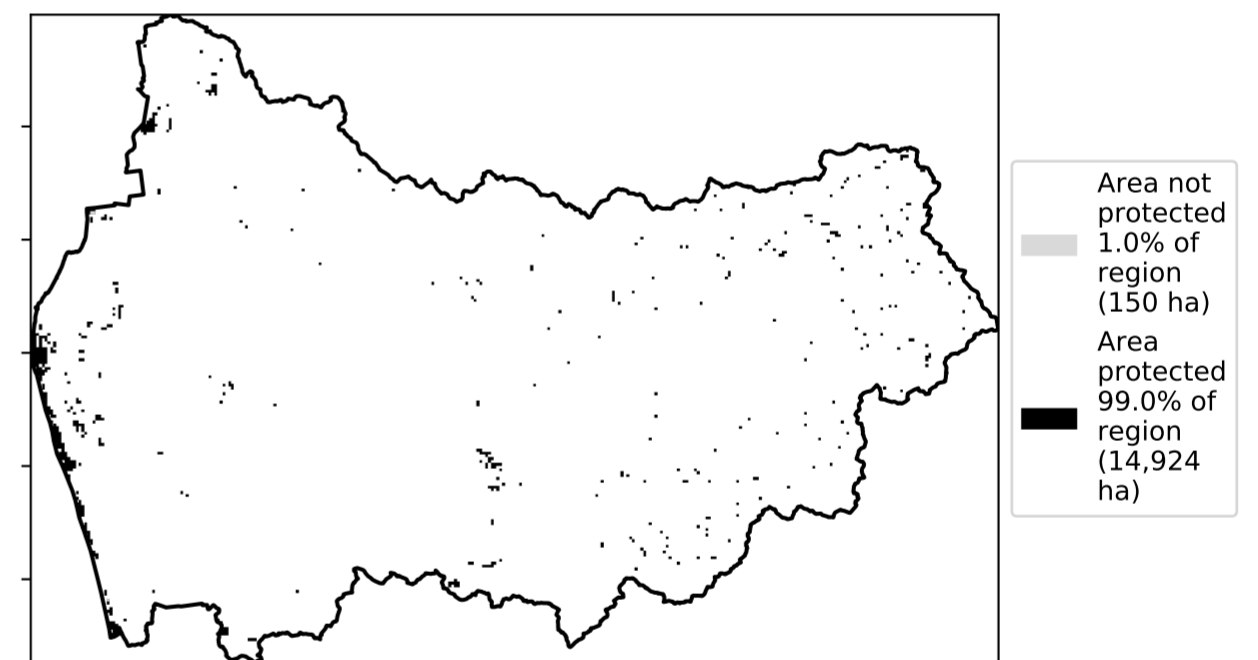 Area not
protected
1.0% of
region
(150 ha)
Area
protected
99.0% of
region
(14,924
ha)